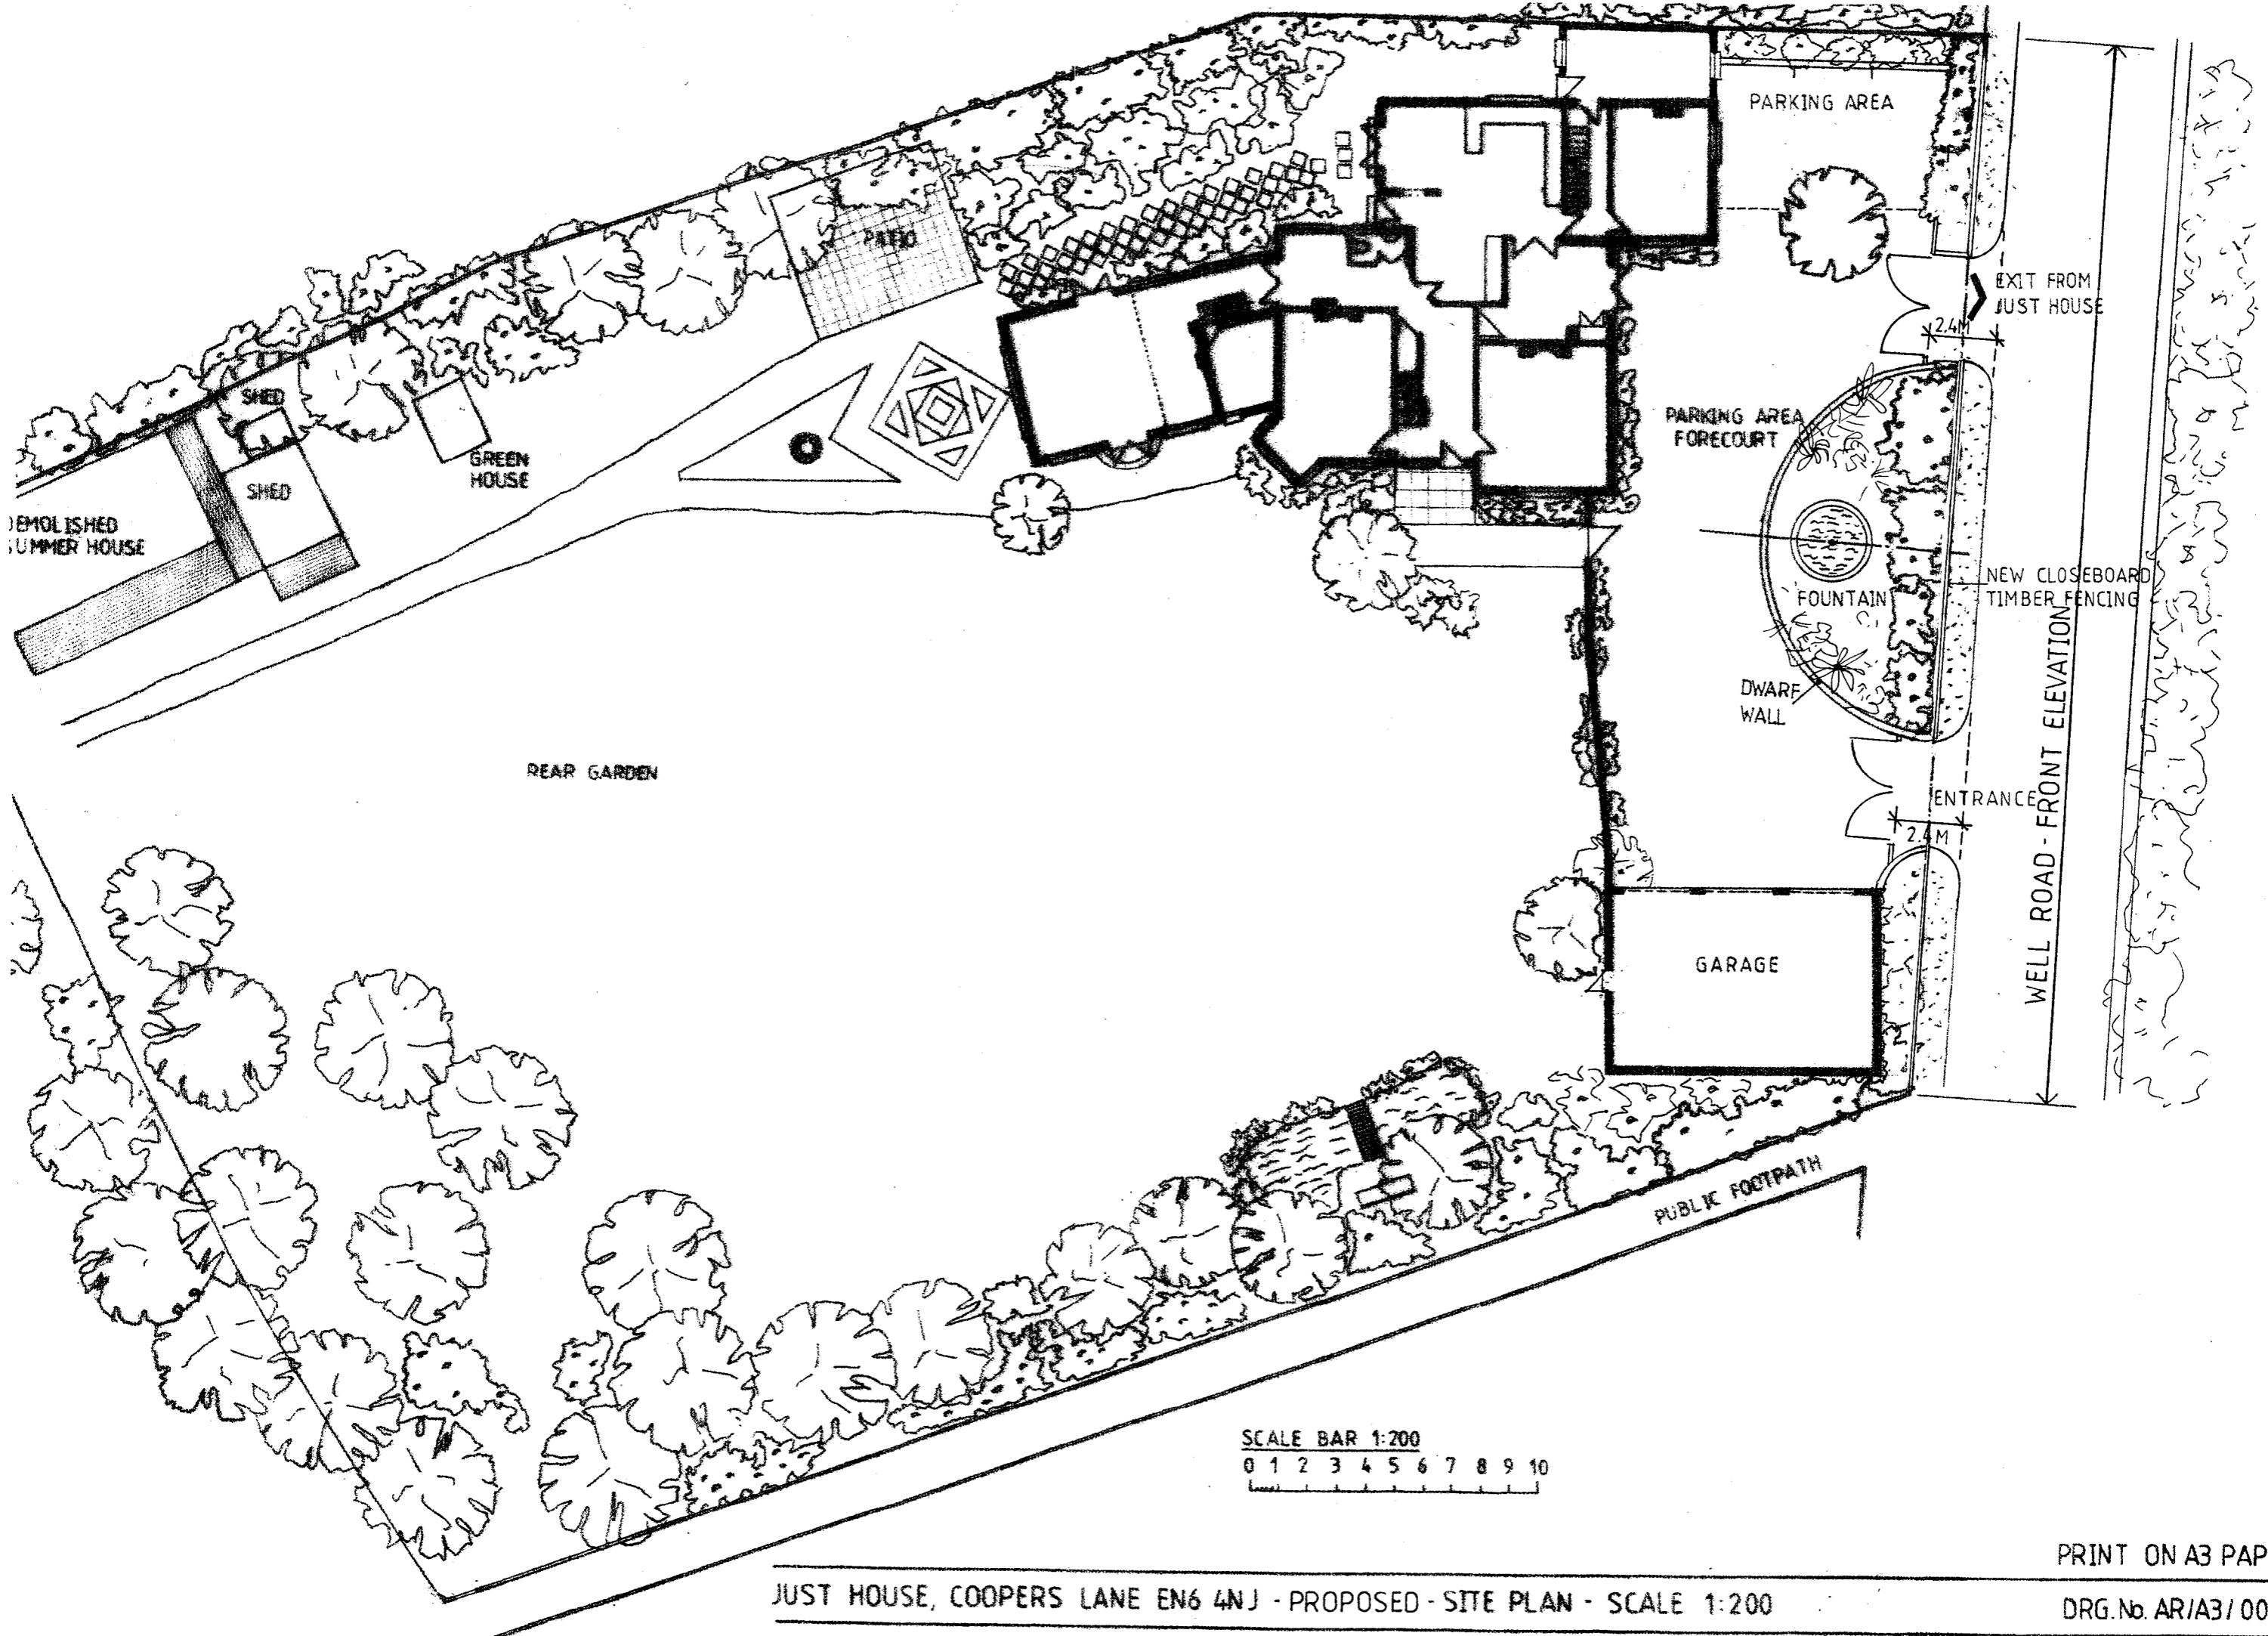 PARKING AREA
PATIO
EXIT FROM
JUST HOUSE
2.4M
SHED
PARKING AREA
FORECOURT
GREEN
HOUSE
SHED
DEMOLISHED
SUMMER HOUSE
NEW CLOSEBOARD
TIMBER FENCING
FOUNTAIN
DWARF
WALL
WELL ROAD - FRONT ELEVATION
REAR GARDEN
ENTRANCE
2.4M
GARAGE
PUBLIC FOOTPATH
SCALE BAR 1:200
0 1 2 3 4 5 6 7 8 9 10
PRINT ON A3 PAP
JUST HOUSE, COOPERS LANE EN6 4NJ - PROPOSED - SITE PLAN - SCALE 1:200
DRG. No. AR/A3/00